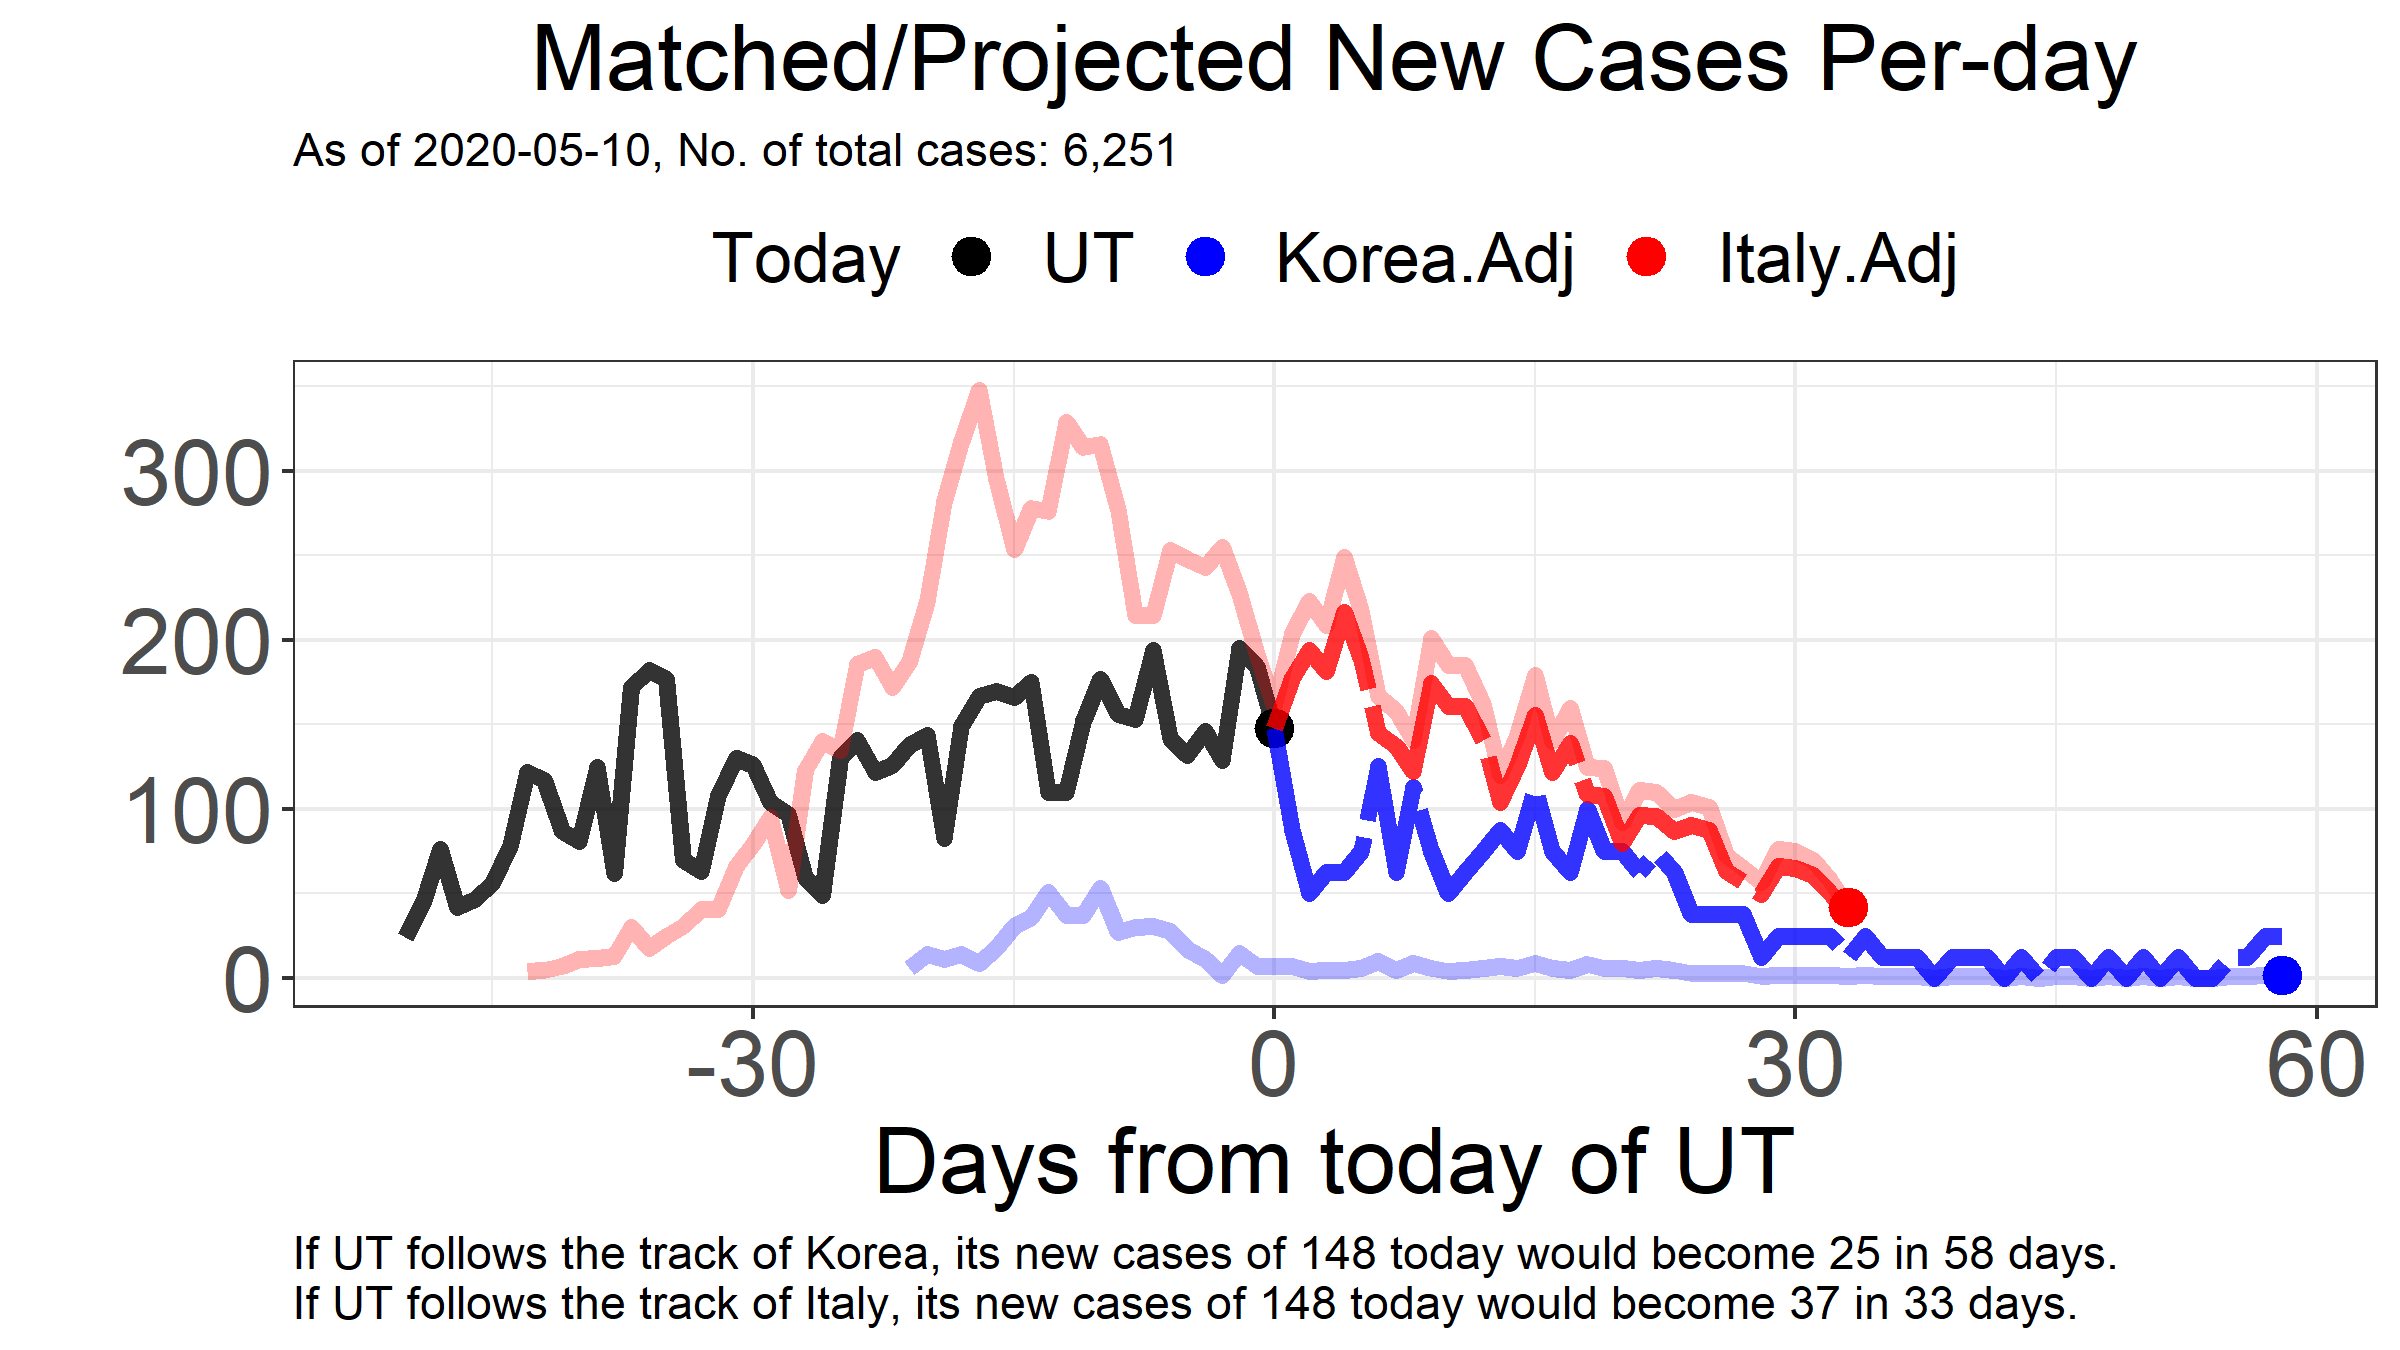 Matched/Projected New Cases Per-day
As of 2020-05-10, No. of total cases: 6,251
Today UT Korea.Adj Italy.Adj
300
200
100
0
-30 0 30 60
Days from today of UT
If UT follows the track of Korea, its new cases of 148 today would become 25 in 58 days.
If UT follows the track of Italy, its new cases of 148 today would become 37 in 33 days.